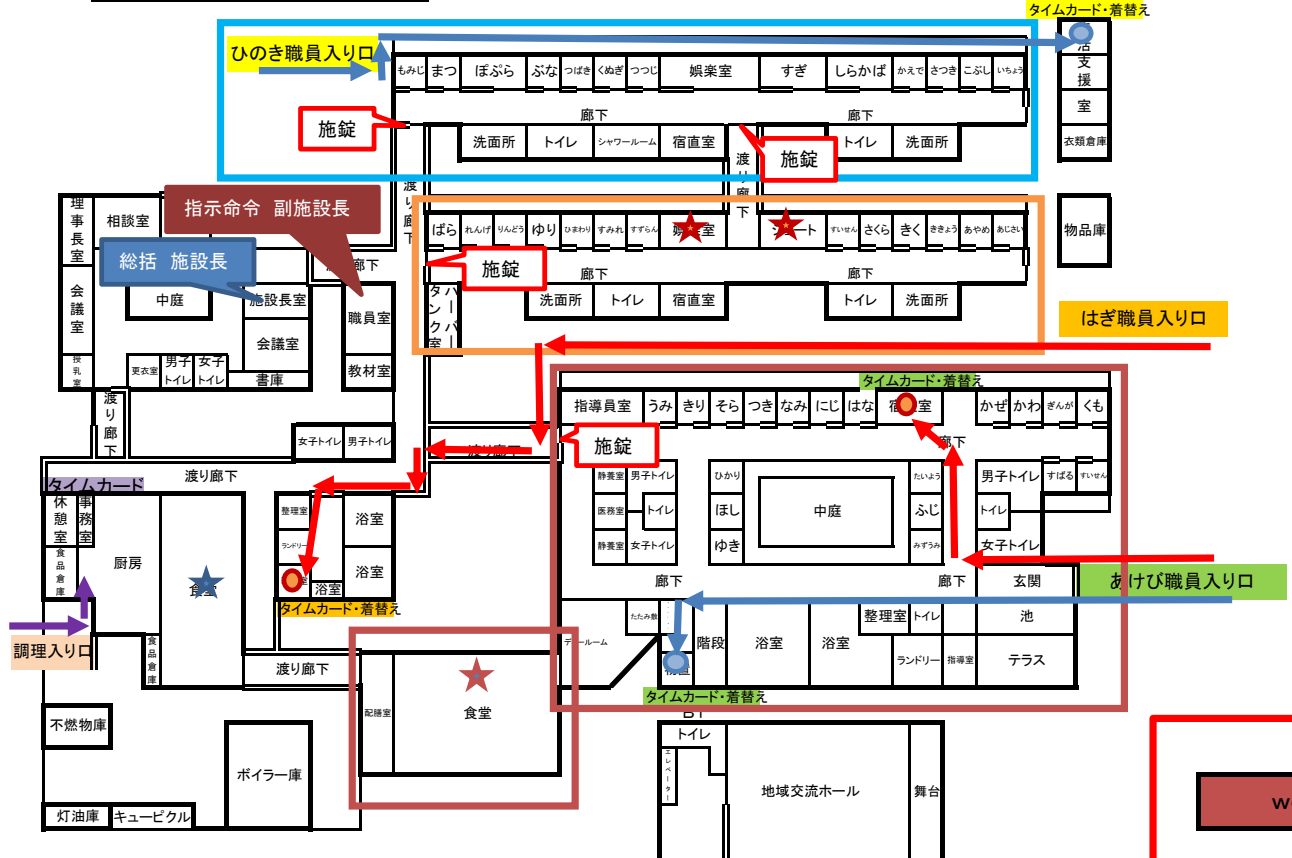 タイムカード・着替え
ひのき職員入り口
もみじ
まつ
ぽぷら
ぶな
つばき
くぬぎ
つつじ
娯楽室
すぎ
しらかば
かえで
さつき
こぶし
いちょう
活
支
援
室
衣類倉庫
廊下
廊下
施錠
洗面所
トイレ
シャワールーム
宿直室
渡り廊下
施錠
トイレ
洗面所
渡り廊下
理事長室
相談室
指示命令 副施設長
ばら
れんげ
りんどう
ゆり
ひまわり
すみれ
すずらん
室
ート
すいせん
さくら
きく
ききょう
あやめ
あじさい
物品庫
総括 施設長
廊下
施錠
廊下
廊下
会議室
中庭
施設長室
職員室
タンク室
洗面所
トイレ
宿直室
トイレ
洗面所
はぎ職員入り口
会議室
授乳室
更衣室
男子トイレ
女子トイレ
書庫
教材室
タイムカード・着替え
渡り廊下
指導員室
うみ
きり
そら
つき
なみ
にじ
はな
室
かぜ
かわ
ぎんが
くも
女子トイレ
男子トイレ
渡り廊下
施錠
廊下
渡り廊下
タイムカード
静養室
男子トイレ
ひかり
たいよう
男子トイレ
すばる
すいせん
休憩室
事務室
整理室
浴室
医務室
トイレ
ほし
中庭
ふじ
トイレ
食品倉庫
厨房
ランドリー
静養室
女子トイレ
ゆき
みずうみ
女子トイレ
浴室
浴室
廊下
廊下
玄関
あけび職員入り口
タイムカード・着替え
調理入り口
食品倉庫
たたみ敷
階段
浴室
浴室
整理室
トイレ
池
渡り廊下
ランドリー
指導室
テラス
配膳室
食堂
タイムカード・着替え
不燃物庫
トイレ
エレベーター
ボイラー庫
地域交流ホール
舞台
灯油庫
キュービクル